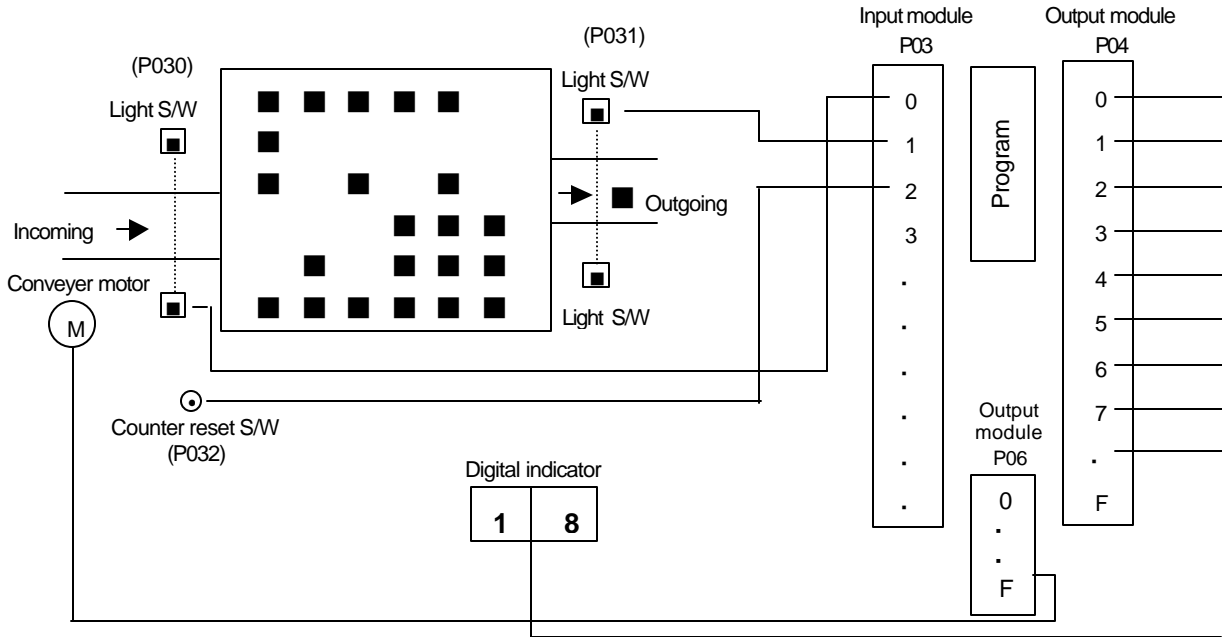 Input module
Output module
P03
P04
(P031)
(P030)
Light S/W
Light S/W
0
1
2
3
.
.
.
.
.
.
Program
0
1
2
3
4
5
6
7
.
F
Incoming
Outgoing
Conveyer motor
M
Light S/W
Counter reset S/W
(P032)
Output
module
P06
0
.
.
F
Digital indicator
1 8